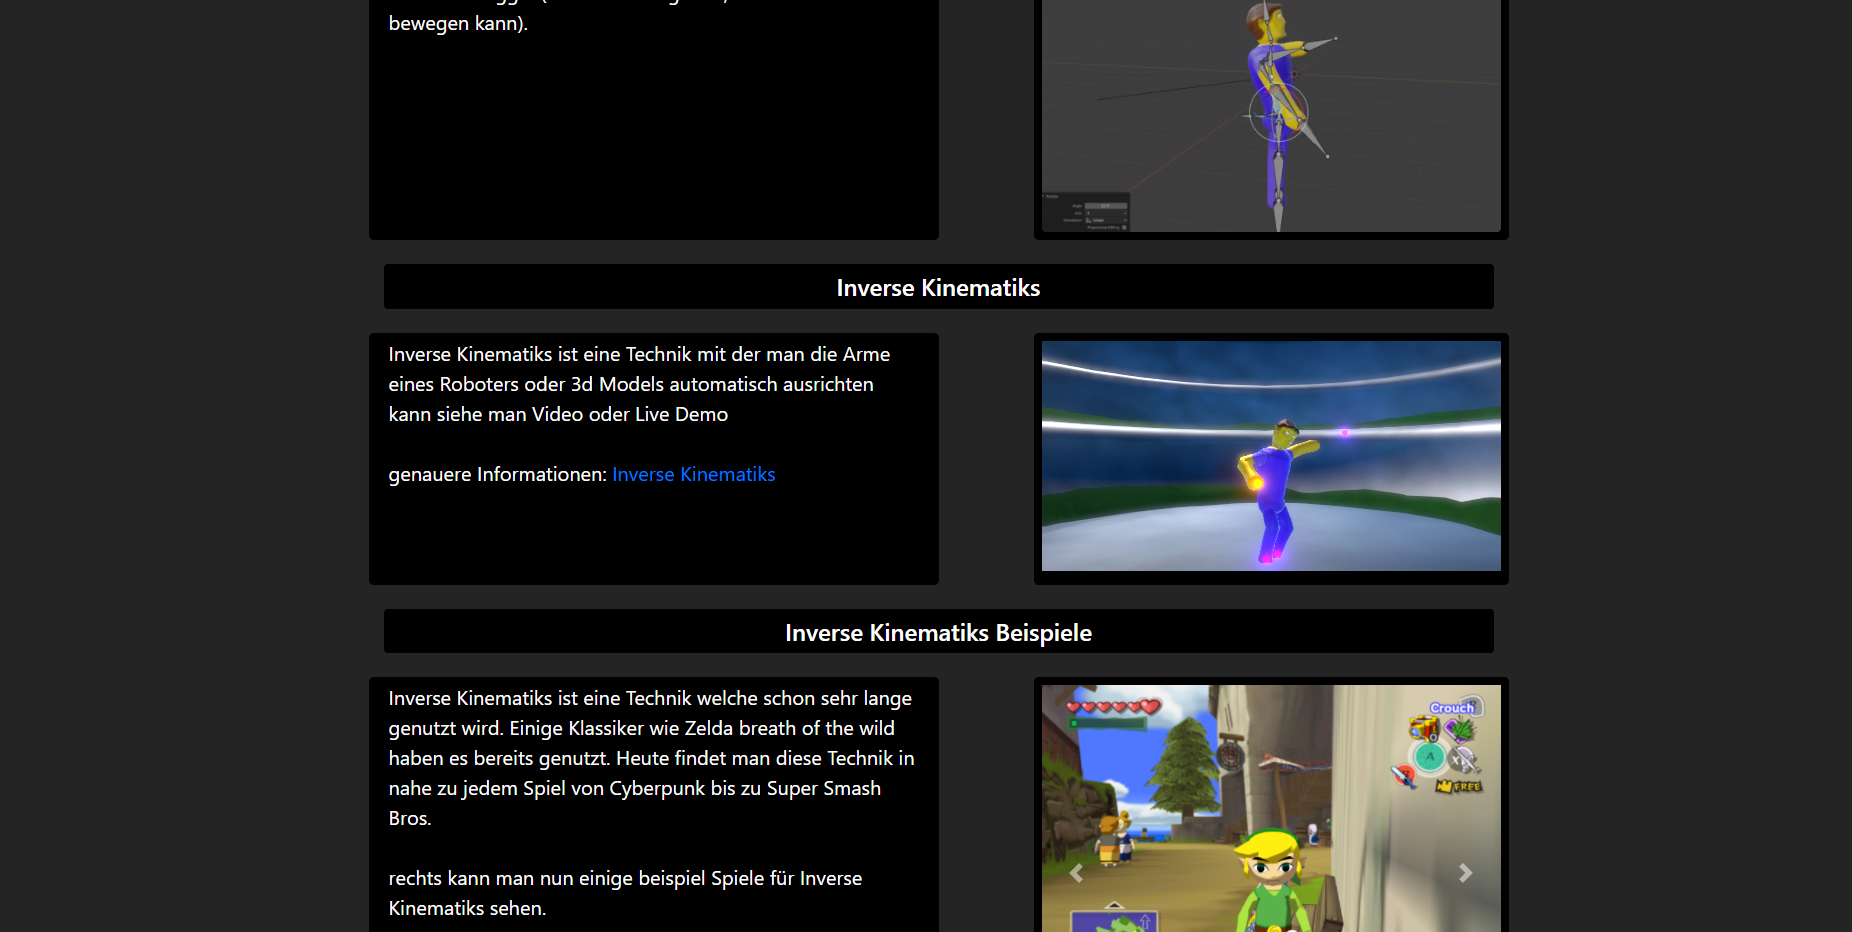 bewegen kann).
Inverse Kinematiks
Inverse Kinematiks ist eine Technik mit der man die Arme
eines Roboters oder 3d Models automatisch ausrichten
kann siehe man Video oder Live Demo
genauere Informationen: Inverse Kinematiks
Inverse Kinematiks Beispiele
Inverse Kinematiks ist eine Technik welche schon sehr lange
genutzt wird. Einige Klassiker wie Zelda breath of the wild
haben es bereits genutzt. Heute findet man diese Technik in
nahe zu jedem Spiel von Cyberpunk bis zu Super Smash
Bros.
rechts kann man nun einige beispiel Spiele für Inverse
Kinematiks sehen.
Crouch
A
X
FREE